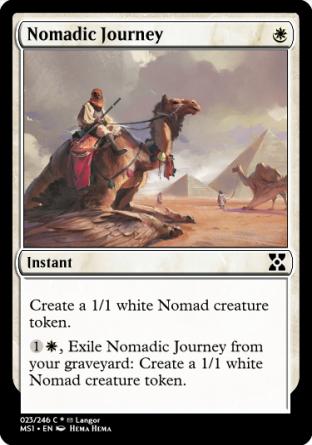 Nomadic Journey
Instant
Create a 1/1 white Nomad creature
token.
1, Exile Nomadic Journey from
your graveyard: Create a 1/1 white
Nomad creature token.
023/246 C * Langor
MS1 • EN Hema Hema